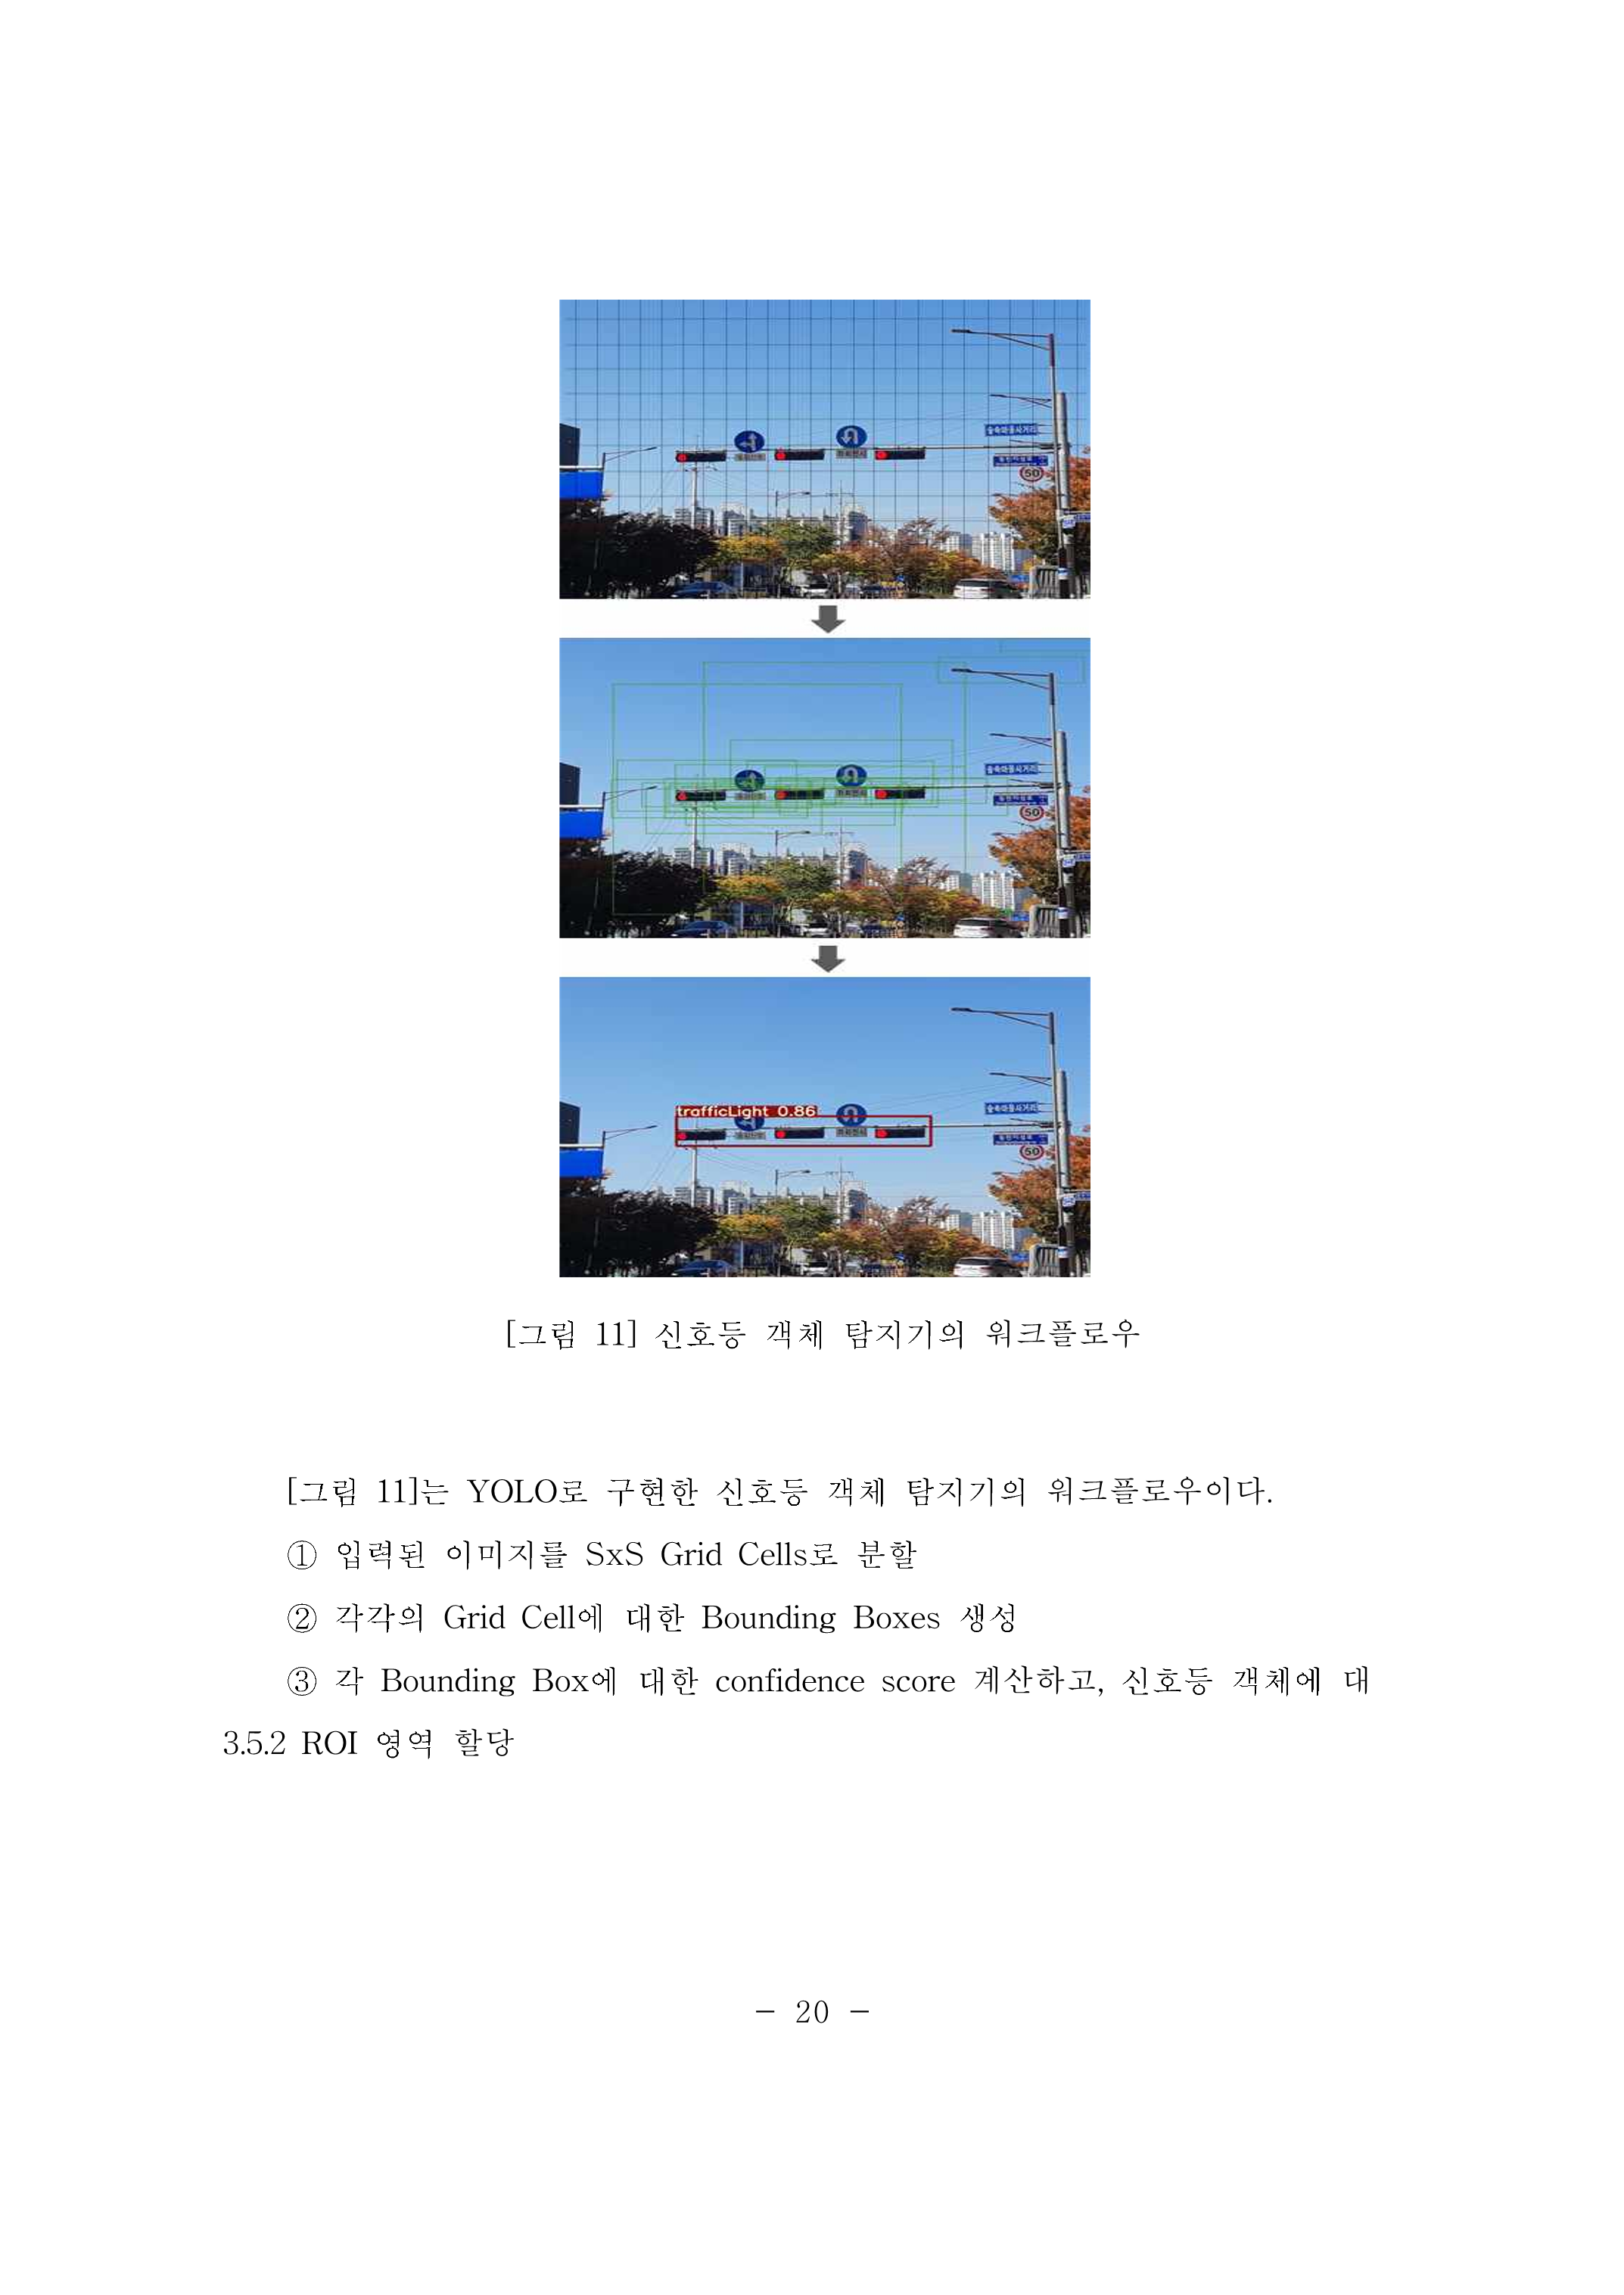 50
50
trafficLight 0.86
50
[그림 11] 신호등 객체 탐지기의 워크플로우
[그림 11]는 YOLO로 구현한 신호등 객체 탐지기의 워크플로우이다.
① 입력된 이미지를 SxS Grid Cells로 분할
② 각각의 Grid Cell에 대한 Bounding Boxes 생성
③ 각 Bounding Box에 대한 confidence score 계산하고, 신호등 객체에 대
3.5.2 ROI 영역 할당
- 20 -